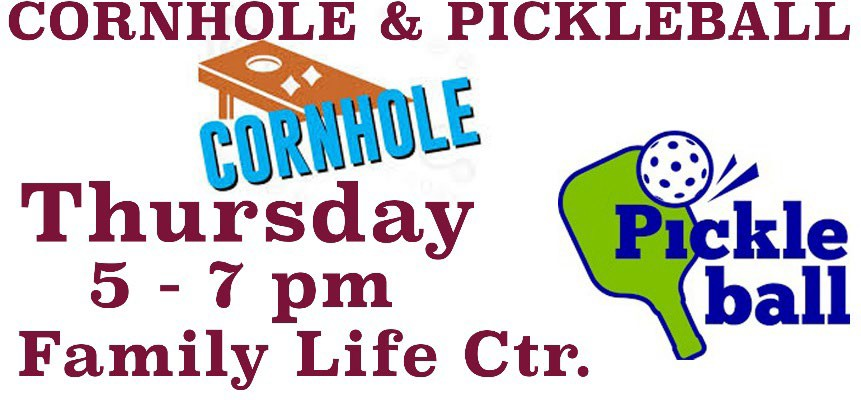 CORNHOLE & PICKLEBALL
CORNHOLE
Thursday
5 - 7 pm
Family Life Ctr.
Pickle
ball